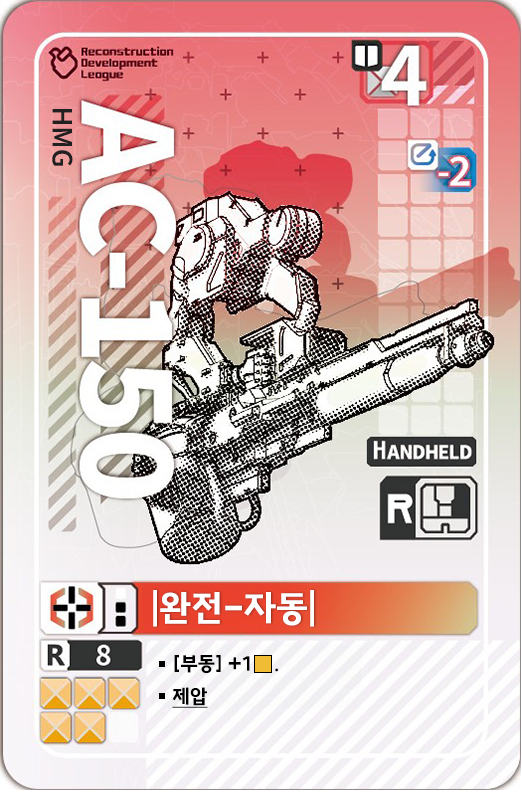 Reconstruction
Development
League
4
HMG
AC-150
-2
HANDHELD
R
|완전-자동|
R 8
▪ [부동] +1.
▪ 제압